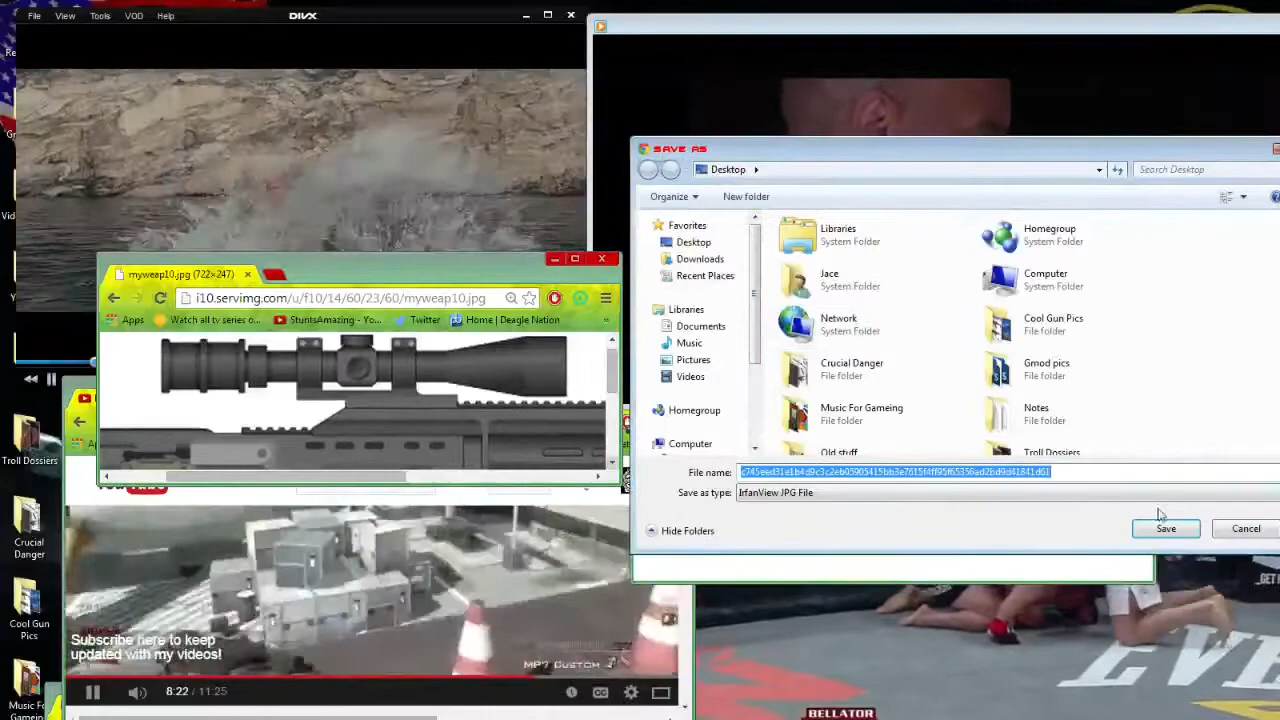 File View Tools VOD Help
DIVX
SAVE AS
Desktop
Search Desktop
Organize
New folder
Favorites
Desktop
Downloads
Recent Places
Libraries
Documents
Music
Pictures
Videos
Homegroup
Computer
Libraries
System Folder
Homegroup
System Folder
Jace
System Folder
Computer
System Folder
Network
System Folder
Cool Gun Pics
File folder
Crucial Danger
File folder
Gmod pics
File folder
Music For Gameing
File folder
Notes
File folder
Old stuff
Troll Dossiers
File name:
Save as type: IrfanView JPG File
Hide Folders
Save
Cancel
myweap10.jpg (722×247)
i10.servimg.com/u/f10/14/60/23/60/myweap10.jpg
Apps
Watch all tv series o...
StuntsAmazing - Yo...
Twitter
Home | Deagle Nation
Troll Dossiers
Crucial
Danger
Cool Gun
Pics
Music For
Gameing
Subscribe here to keep
updated with my videos!
MP7 Custom
8:22 / 11:25
CC
BELLATOR